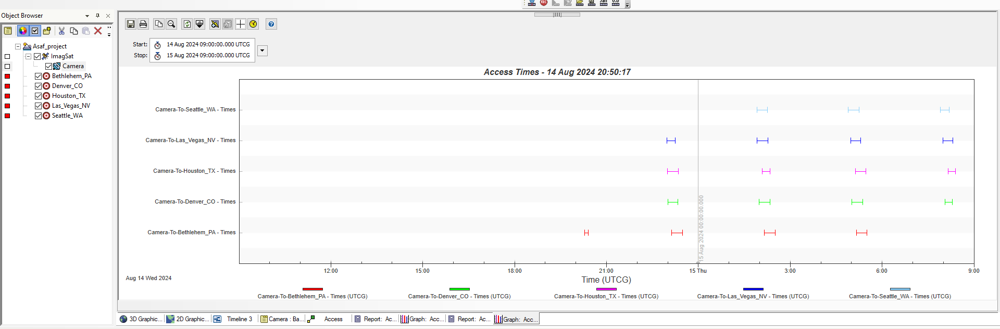 REC
Jan
0.0
Object Browser
Asaf_project
ImagSat
Camera
Bethlehem_PA
Denver_CO
Houston_TX
Las_Vegas_NV
Seattle_WA
Start: 14 Aug 2024 09:00:00.000 UTCG
Stop: 15 Aug 2024 09:00:00.000 UTCG
Access Times - 14 Aug 2024 20:50:17
Camera-To-Seattle_WA - Times
Camera-To-Las_Vegas_NV - Times
Camera-To-Houston_TX - Times
Camera-To-Denver_CO - Times
Camera-To-Bethlehem_PA - Times
15 Aug 2024 00:00:00.000
12:00 15:00 18:00 21:00 15 Thu 3:00 6:00 9:00
Aug 14 Wed 2024
Time (UTCG)
Camera-To-Bethlehem_PA - Times (UTCG) Camera-To-Denver_CO - Times (UTCG) Camera-To-Houston_TX - Times (UTCG) Camera-To-Las_Vegas_NV - Times (UTCG) Camera-To-Seattle_WA - Times (UTCG)
3D Graphic... 2D Graphic... Timeline 3 Camera : Ba... Access Report: Ac... Graph: Acc... Report: Ac... Graph: Acc...